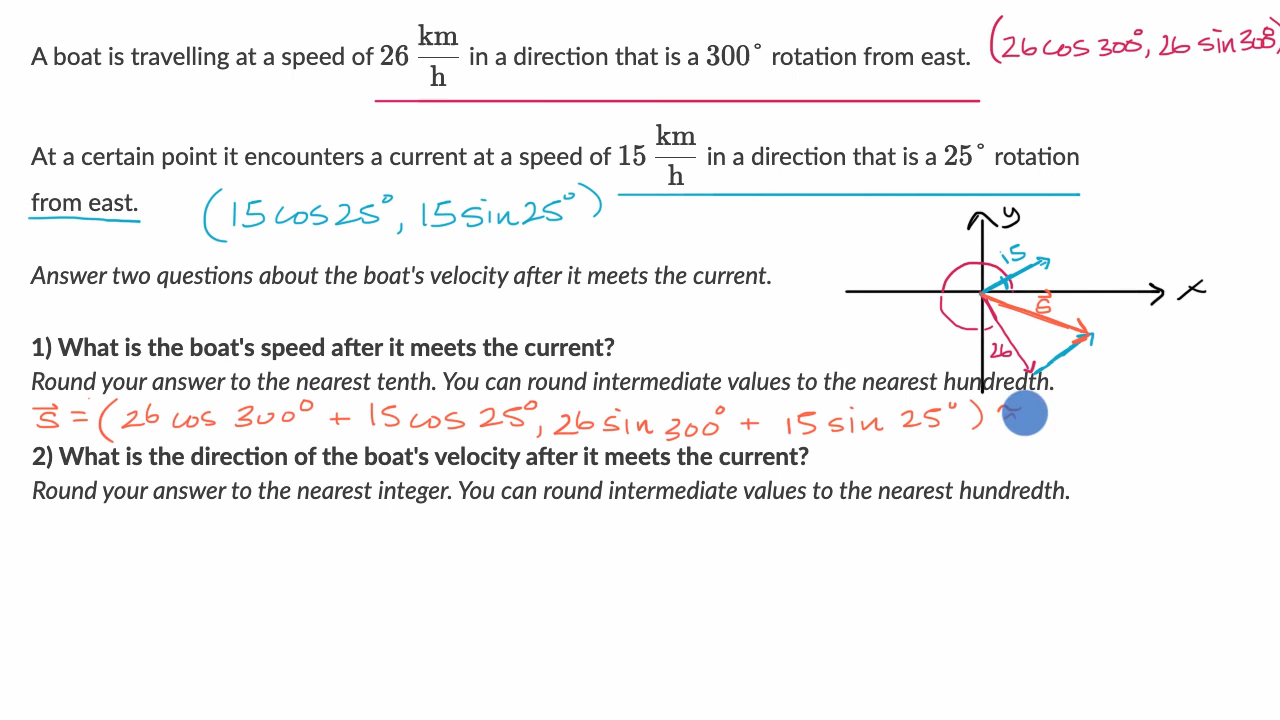 A boat is travelling at a speed of 26 km/h in a direction that is a 300° rotation from east. (26 cos 300°, 26 sin 300°)
At a certain point it encounters a current at a speed of 15 km/h in a direction that is a 25° rotation
from east. (15 cos 25°, 15 sin 25°)
y
15
Answer two questions about the boat's velocity after it meets the current.
x
s⃗
1) What is the boat's speed after it meets the current?
26
Round your answer to the nearest tenth. You can round intermediate values to the nearest hundredth.
s⃗ = (26 cos 300° + 15 cos 25°, 26 sin 300° + 15 sin 25°)
2) What is the direction of the boat's velocity after it meets the current?
Round your answer to the nearest integer. You can round intermediate values to the nearest hundredth.